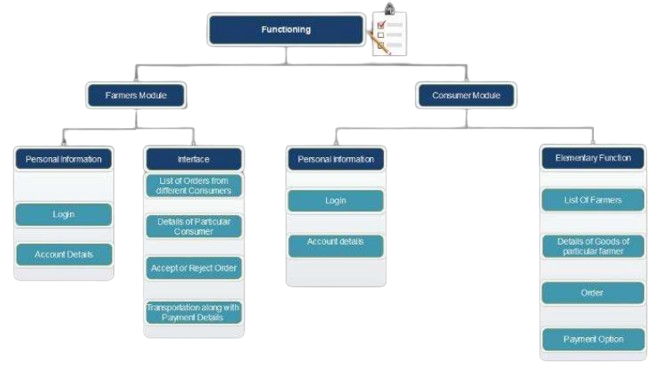 Functioning
Farmers Module
Consumer Module
Personal Information
Login
Account Details
Interface
List of Orders from
different Consumers
Details of Particular
Consumer
Accept or Reject Order
Transportation along with
Payment Details
Personal information
Login
Account details
Elementary Function
List Of Farmers
Details of Goods of
particular farmer
Order
Payment Option